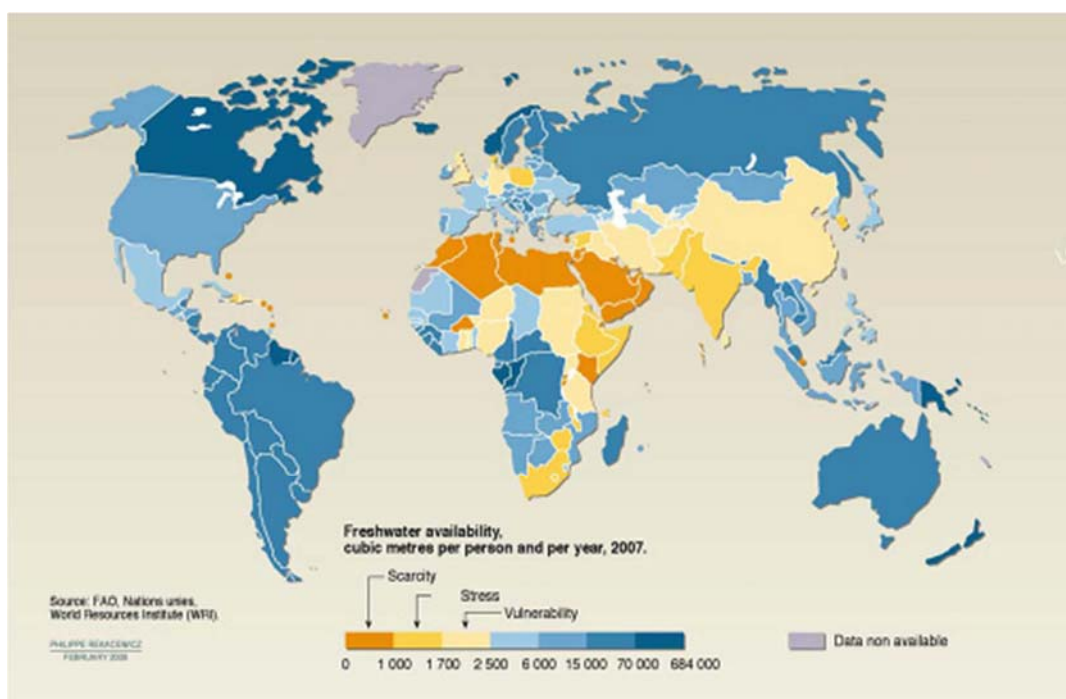 Freshwater availability,
cubic metres per person and per year, 2007.
Scarcity
Stress
Vulnerability
0 1 000 1 700 2 500 6 000 15 000 70 000 684 000
Data non available
Source: FAO, Nations unies,
World Resources Institute (WRI).
PHILIPPE REKACEWICZ
FEBRUARY 2008